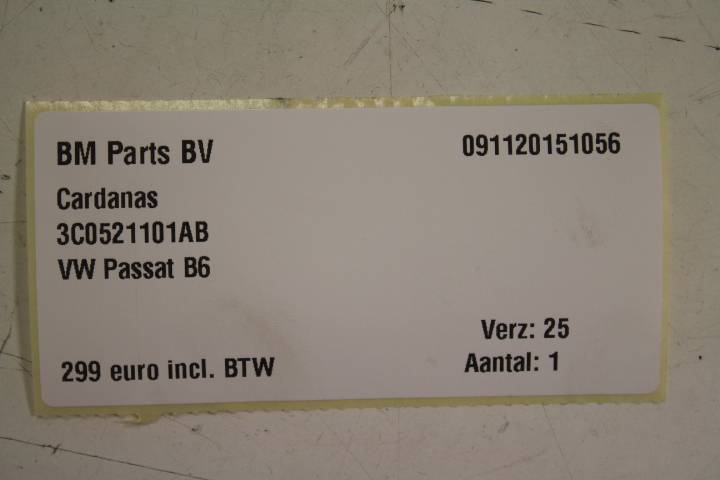 BM Parts BV
091120151056
Cardanas
3C0521101AB
VW Passat B6
Verz: 25
299 euro incl. BTW
Aantal: 1